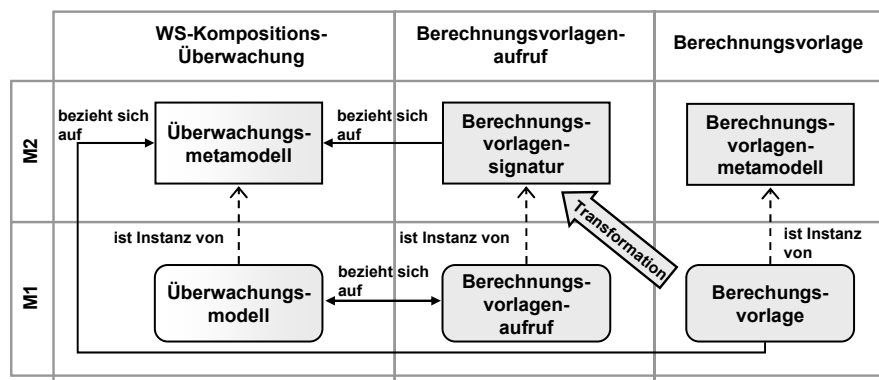 WS-Kompositions-
Überwachung
Berechnungsvorlagen-
aufruf
Berechnungsvorlage
M2
bezieht sich
auf
Überwachungs-
metamodell
bezieht sich
auf
Berechnungs-
vorlagen-
signatur
Berechnungs-
vorlagen-
metamodell
ist Instanz von
ist Instanz von
Transformation
ist Instanz
von
M1
Überwachungs-
modell
bezieht sich
auf
Berechnungs-
vorlagen-
aufruf
Berechungs-
vorlage